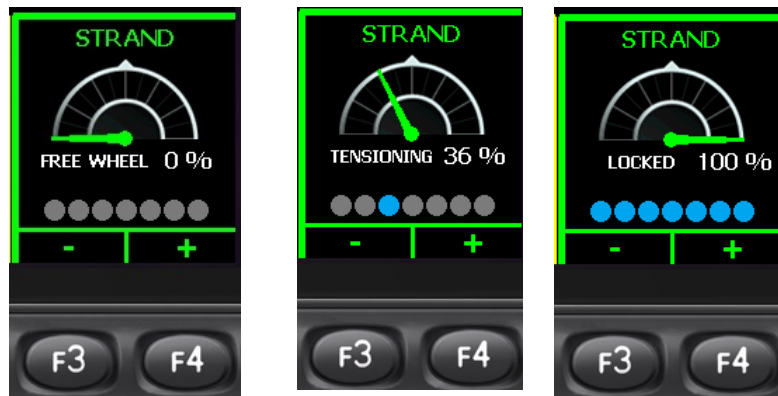 STRAND
FREE WHEEL 0 %
- +
F3 F4
STRAND
TENSIONING 36 %
- +
F3 F4
STRAND
LOCKED 100 %
- +
F3 F4